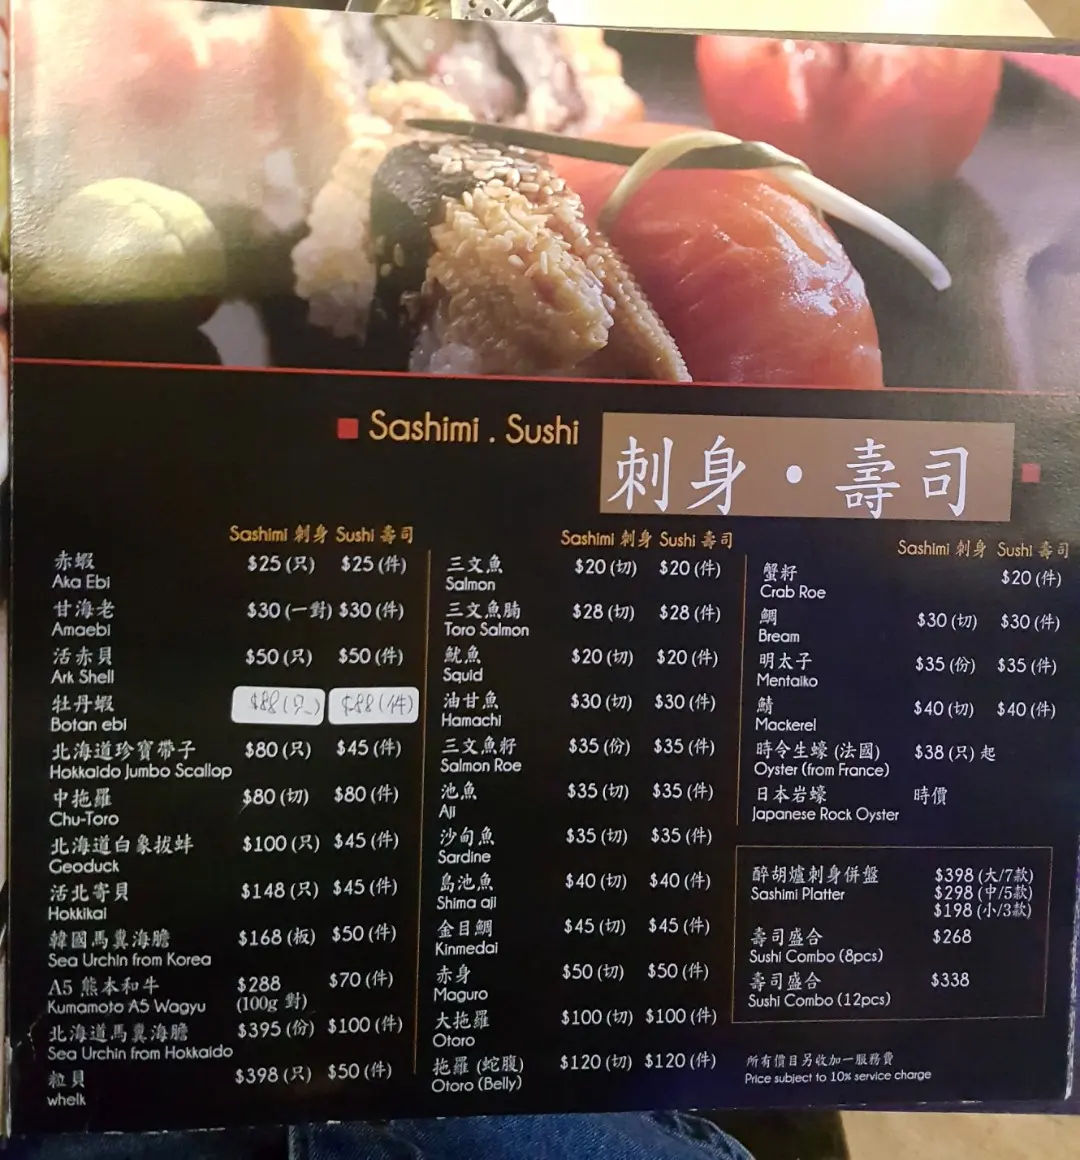 Sashimi . Sushi
刺身・壽司
Sashimi 刺身 Sushi 壽司
赤蝦 $25 (只) $25 (件)
Aka Ebi
甘海老 $30 (一對) $30 (件)
Amaebi
活赤貝 $50 (只) $50 (件)
Ark Shell
牡丹蝦 $88 (只) $88 (件)
Botan ebi
北海道珍寶帶子 $80 (只) $45 (件)
Hokkaido Jumbo Scallop
中拖羅 $80 (切) $80 (件)
Chu-Toro
北海道白象拔蚌 $100 (只) $45 (件)
Geoduck
活北寄貝 $148 (只) $45 (件)
Hokkikai
韓國馬糞海膽 $168 (板) $50 (件)
Sea Urchin from Korea
A5 熊本和牛 $288 $70 (件)
Kumamoto A5 Wagyu (100g 對)
北海道馬糞海膽 $395 (份) $100 (件)
Sea Urchin from Hokkaido
粒貝 $398 (只) $50 (件)
whelk
Sashimi 刺身 Sushi 壽司
三文魚 $20 (切) $20 (件)
Salmon
三文魚腩 $28 (切) $28 (件)
Toro Salmon
魷魚 $20 (切) $20 (件)
Squid
油甘魚 $30 (切) $30 (件)
Hamachi
三文魚籽 $35 (份) $35 (件)
Salmon Roe
池魚 $35 (切) $35 (件)
Aji
沙甸魚 $35 (切) $35 (件)
Sardine
島池魚 $40 (切) $40 (件)
Shima aji
金目鯛 $45 (切) $45 (件)
Kinmedai
赤身 $50 (切) $50 (件)
Maguro
大拖羅 $100 (切) $100 (件)
Otoro
拖羅 (蛇腹) $120 (切) $120 (件)
Otoro (Belly)
Sashimi 刺身 Sushi 壽司
蟹籽 $20 (件)
Crab Roe
鯛 $30 (切) $30 (件)
Bream
明太子 $35 (份) $35 (件)
Mentaiko
鯖 $40 (切) $40 (件)
Mackerel
時令生蠔 (法國) $38 (只) 起
Oyster (from France)
日本岩蠔 時價
Japanese Rock Oyster
醉胡爐刺身併盤 $398 (大/7款)
Sashimi Platter $298 (中/5款)
$198 (小/3款)
壽司盛合 $268
Sushi Combo (8pcs)
壽司盛合 $338
Sushi Combo (12pcs)
所有價目另收加一服務費
Price subject to 10% service charge